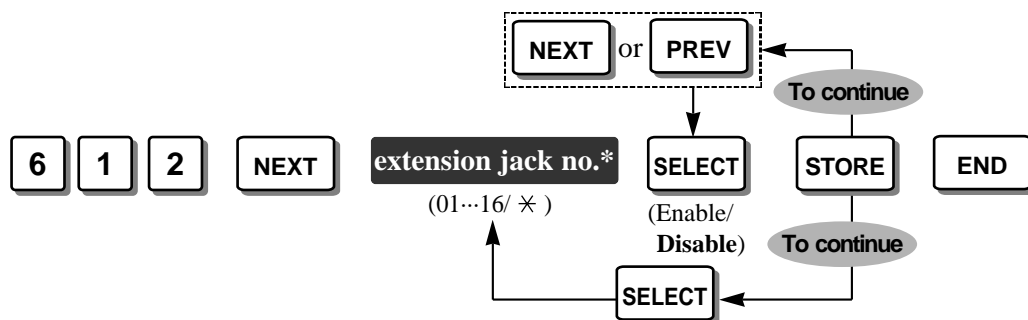 NEXT or PREV
To continue
6 1 2 NEXT extension jack no.* SELECT STORE END
(01···16/ ✳ )
(Enable/
Disable)
To continue
SELECT